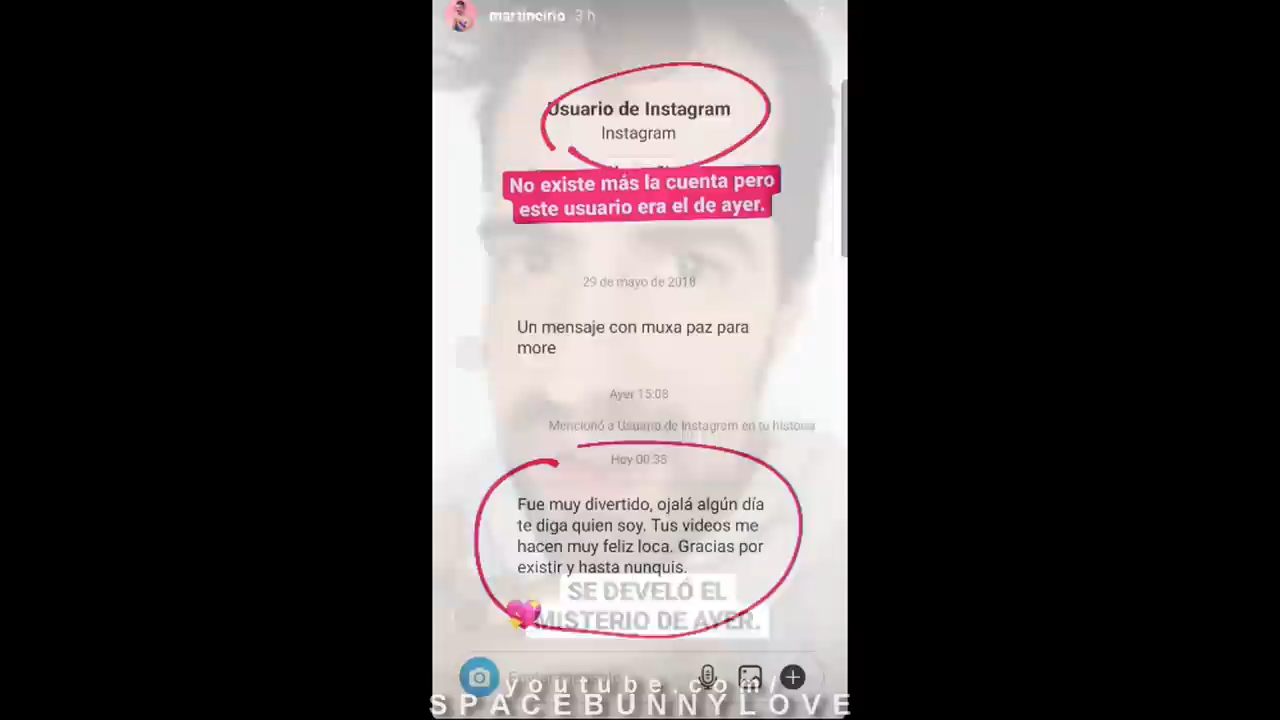 martincirio 3 h
Usuario de Instagram
Instagram
No existe más la cuenta pero
este usuario era el de ayer.
29 de mayo de 2018
Un mensaje con muxa paz para
more
Ayer 15:08
Mencionó a Usuario de Instagram en tu historia
Hoy 00:38
Fue muy divertido, ojalá algún día
te diga quien soy. Tus videos me
hacen muy feliz loca. Gracias por
existir y hasta nunquis.
SE DEVELÓ EL
MISTERIO DE AYER.
youtube.com/
SPACEBUNNYLOVE